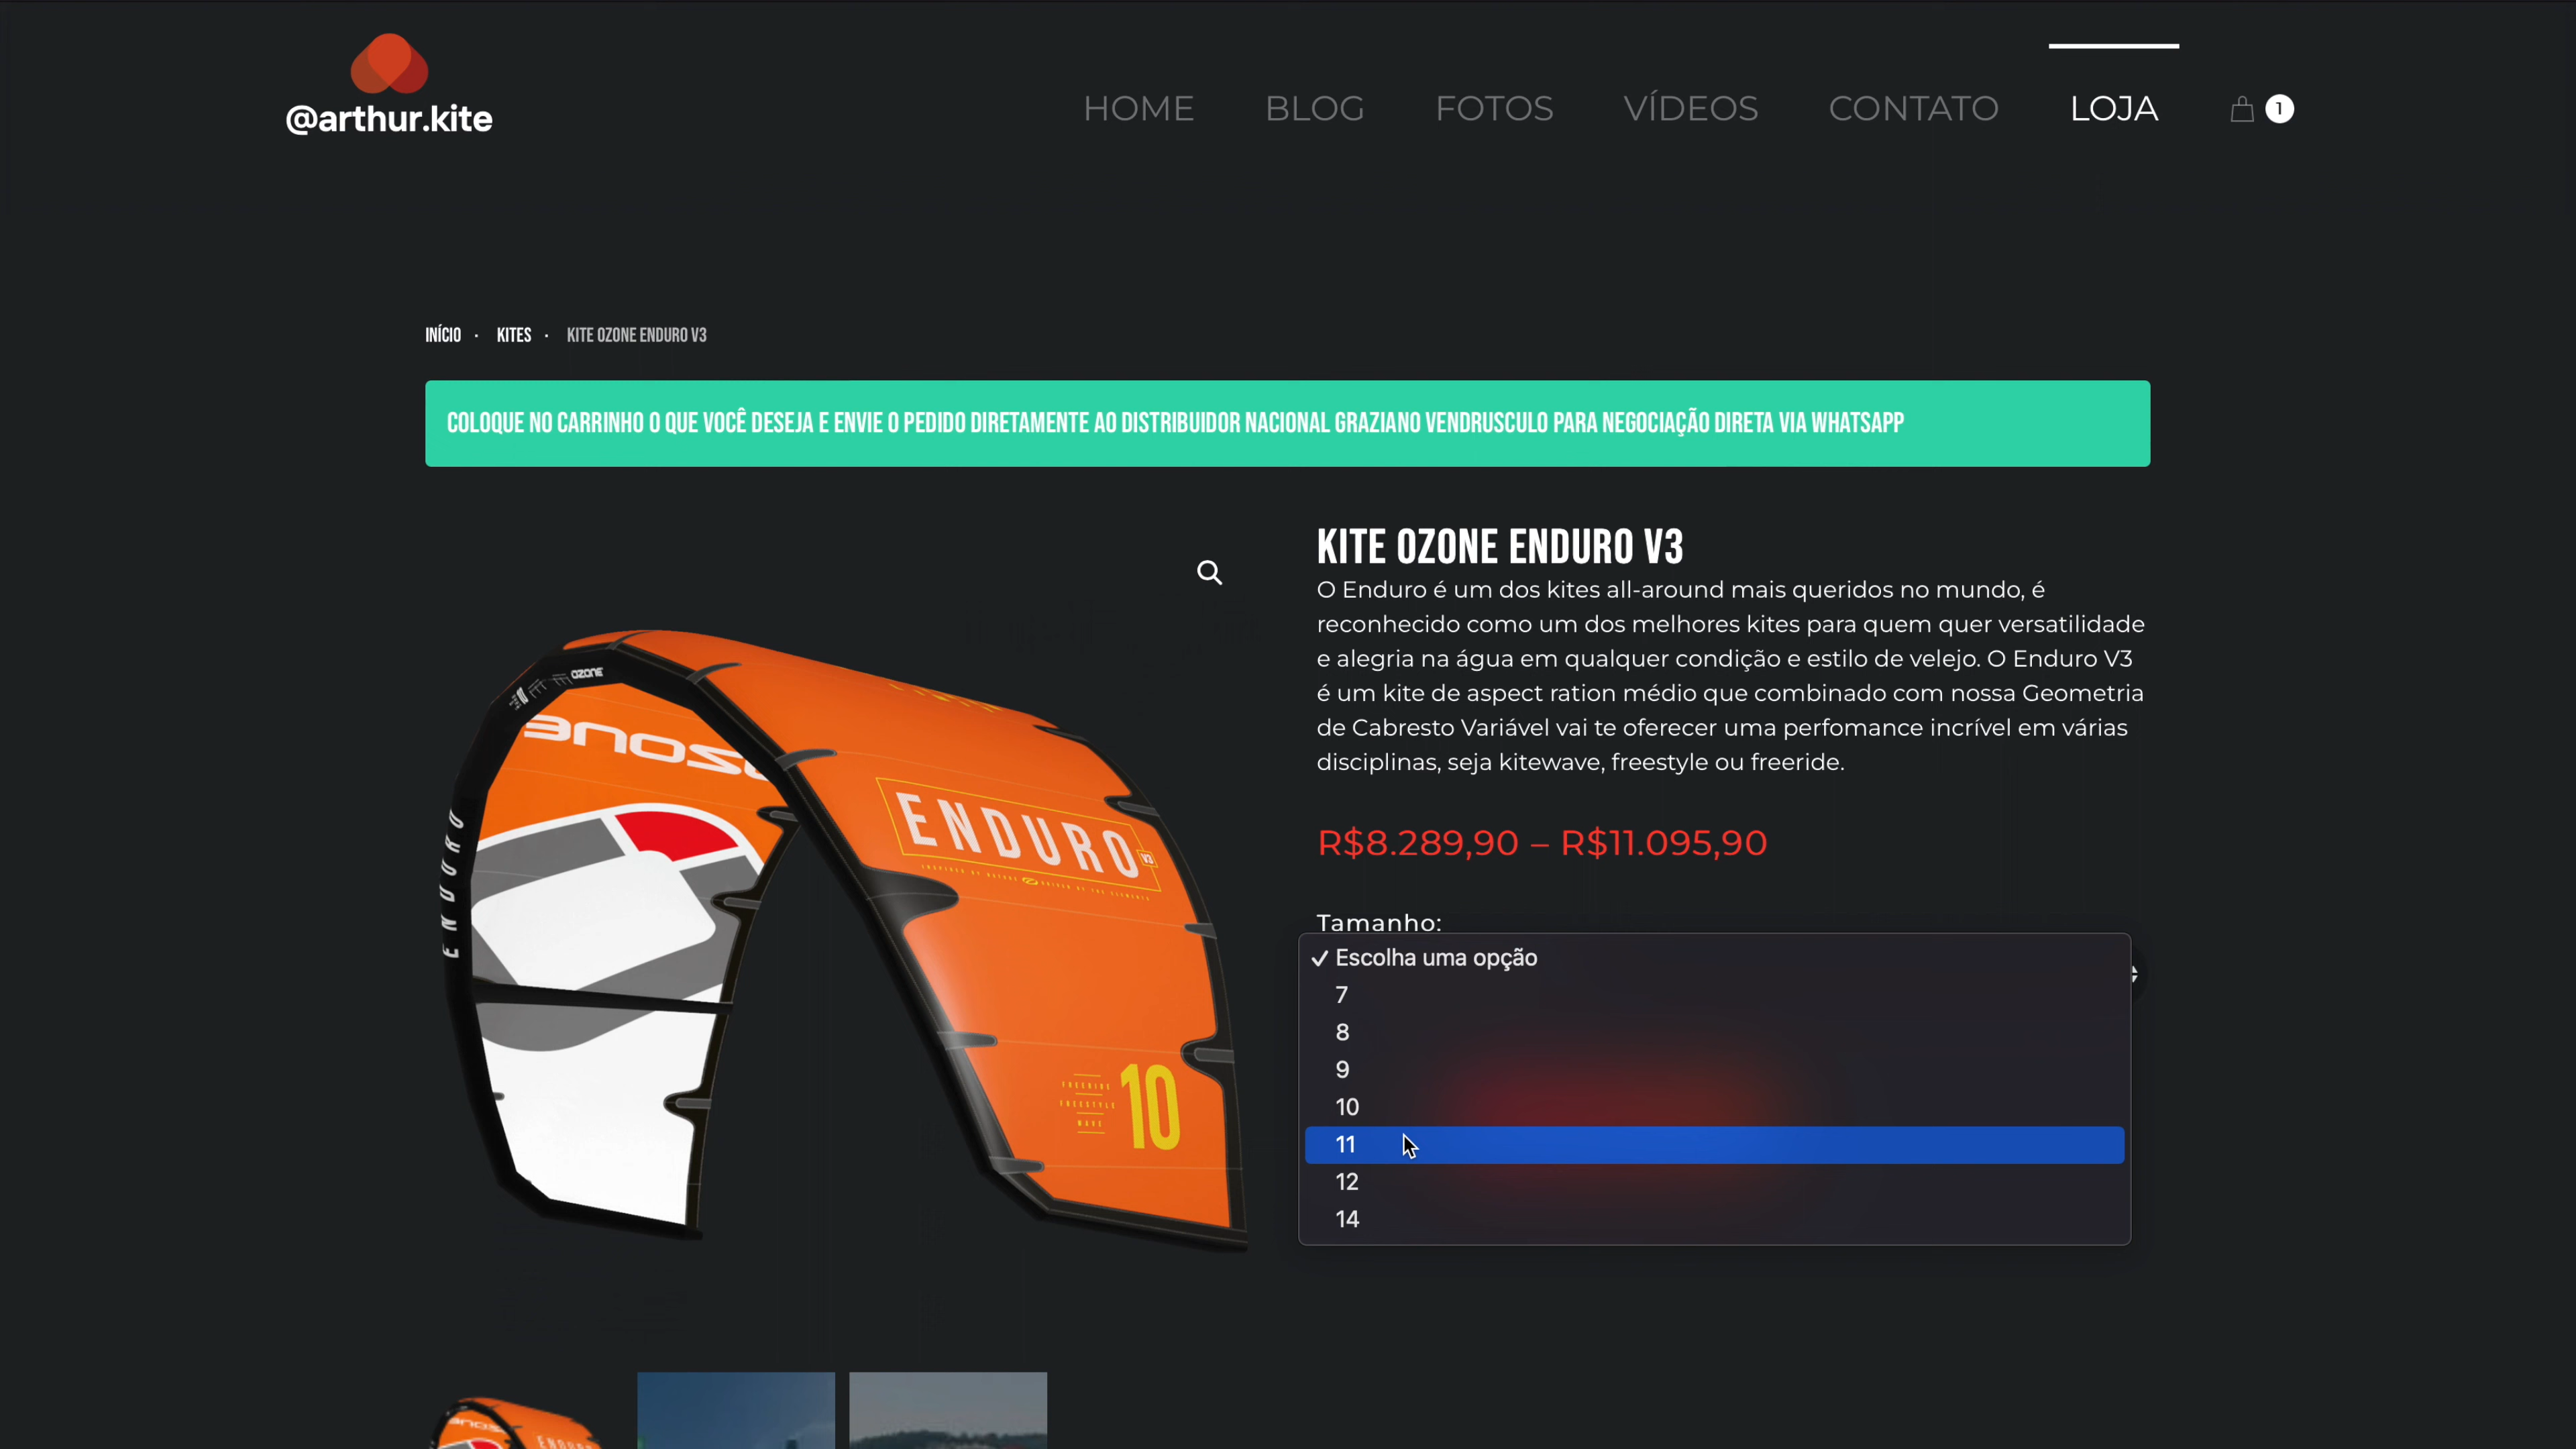 @arthur.kite
HOME
BLOG
FOTOS
VÍDEOS
CONTATO
LOJA
1
INÍCIO · KITES · KITE OZONE ENDURO V3
COLOQUE NO CARRINHO O QUE VOCÊ DESEJA E ENVIE O PEDIDO DIRETAMENTE AO DISTRIBUIDOR NACIONAL GRAZIANO VENDRUSCULO PARA NEGOCIAÇÃO DIRETA VIA WHATSAPP
KITE OZONE ENDURO V3
O Enduro é um dos kites all-around mais queridos no mundo, é
reconhecido como um dos melhores kites para quem quer versatilidade
e alegria na água em qualquer condição e estilo de velejo. O Enduro V3
é um kite de aspect ration médio que combinado com nossa Geometria
de Cabresto Variável vai te oferecer uma perfomance incrível em várias
disciplinas, seja kitewave, freestyle ou freeride.
R$8.289,90 – R$11.095,90
Tamanho:
✓ Escolha uma opção
7
8
9
10
11
12
14
OZONE
OZONE
ENDURO
ENDURO V3
FREERIDE
FREESTYLE
WAVE
10